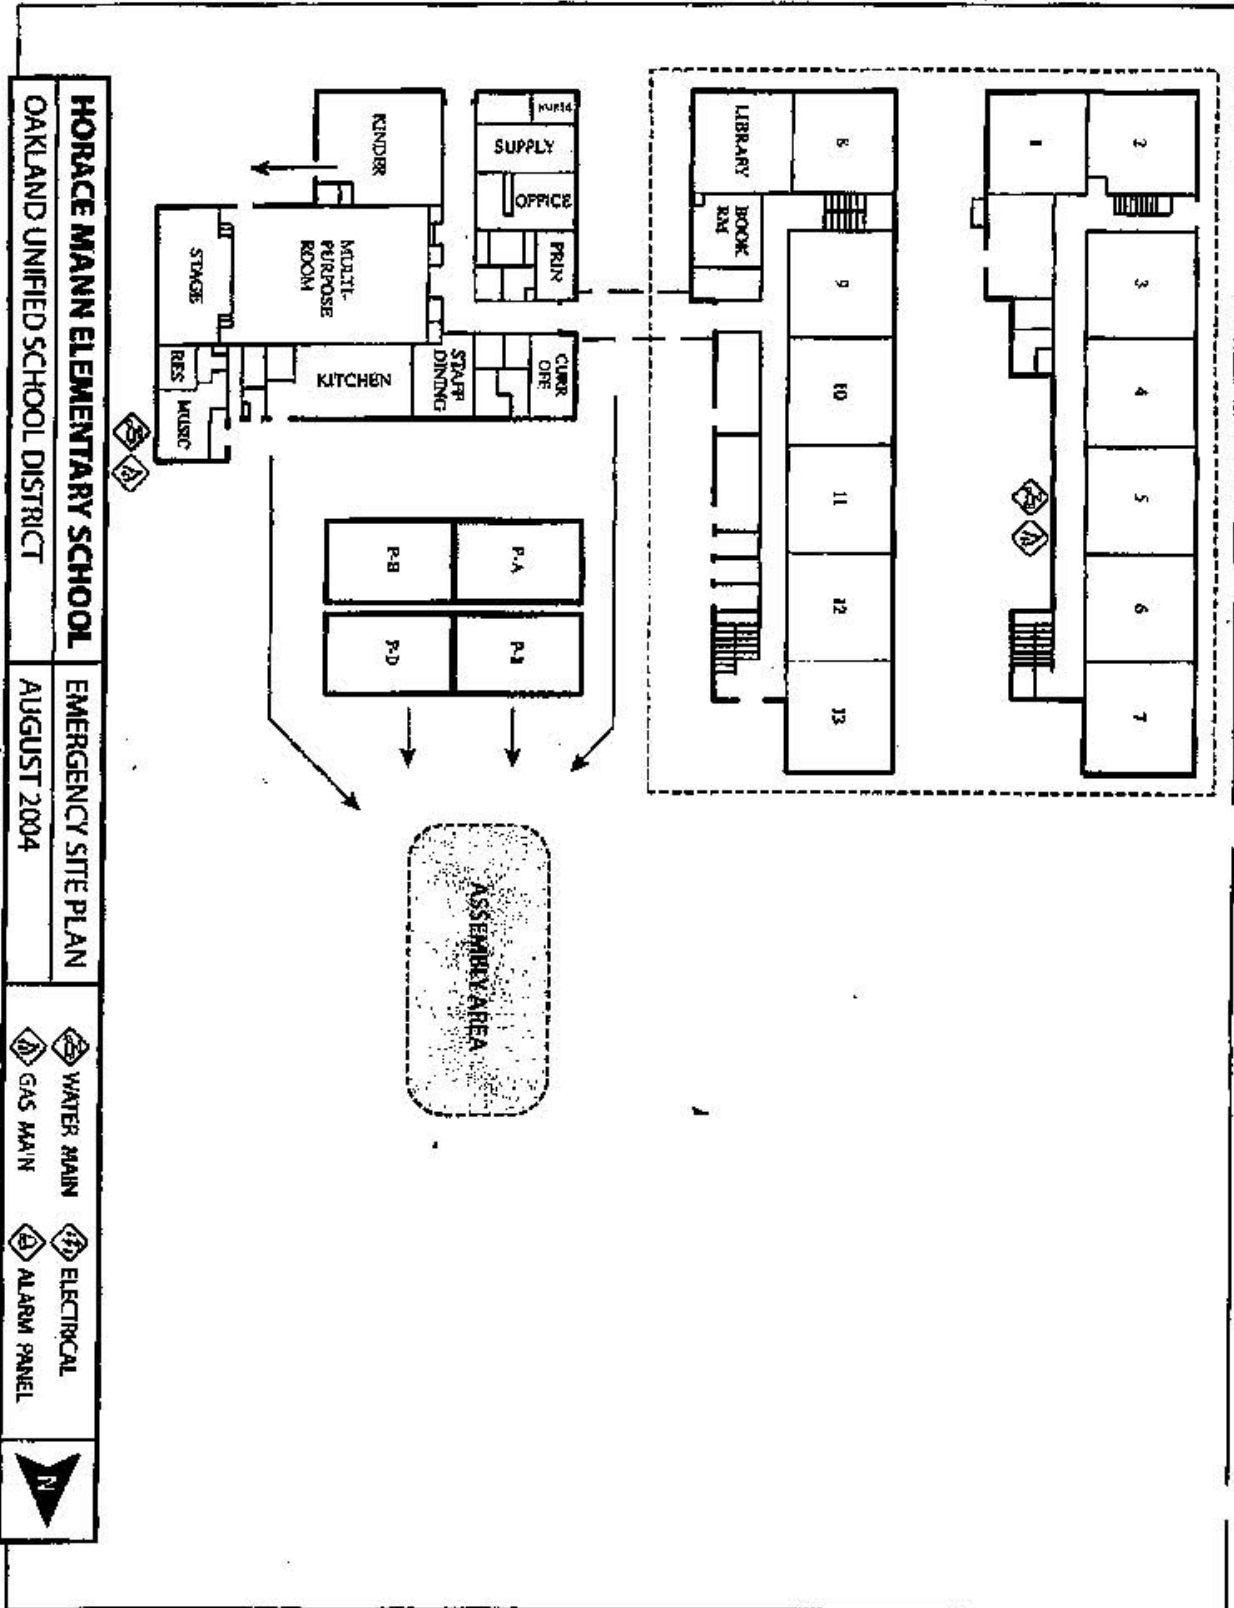 2
1
3
4
5
6
7
LIBRARY
8
BOOK
RM
9
10
11
12
13
SUPPLY
OFFICE
PRIN
KINDER
MULTI-
PURPOSE
ROOM
STAGE
CURR
OFF
STAFF
DINING
KITCHEN
RES
MUSIC
P-A
P-B
P-D
ASSEMBLY AREA
HORACE MANN ELEMENTARY SCHOOL
OAKLAND UNIFIED SCHOOL DISTRICT
EMERGENCY SITE PLAN
AUGUST 2004
WATER MAIN
GAS MAIN
ELECTRICAL
ALARM PANEL
N